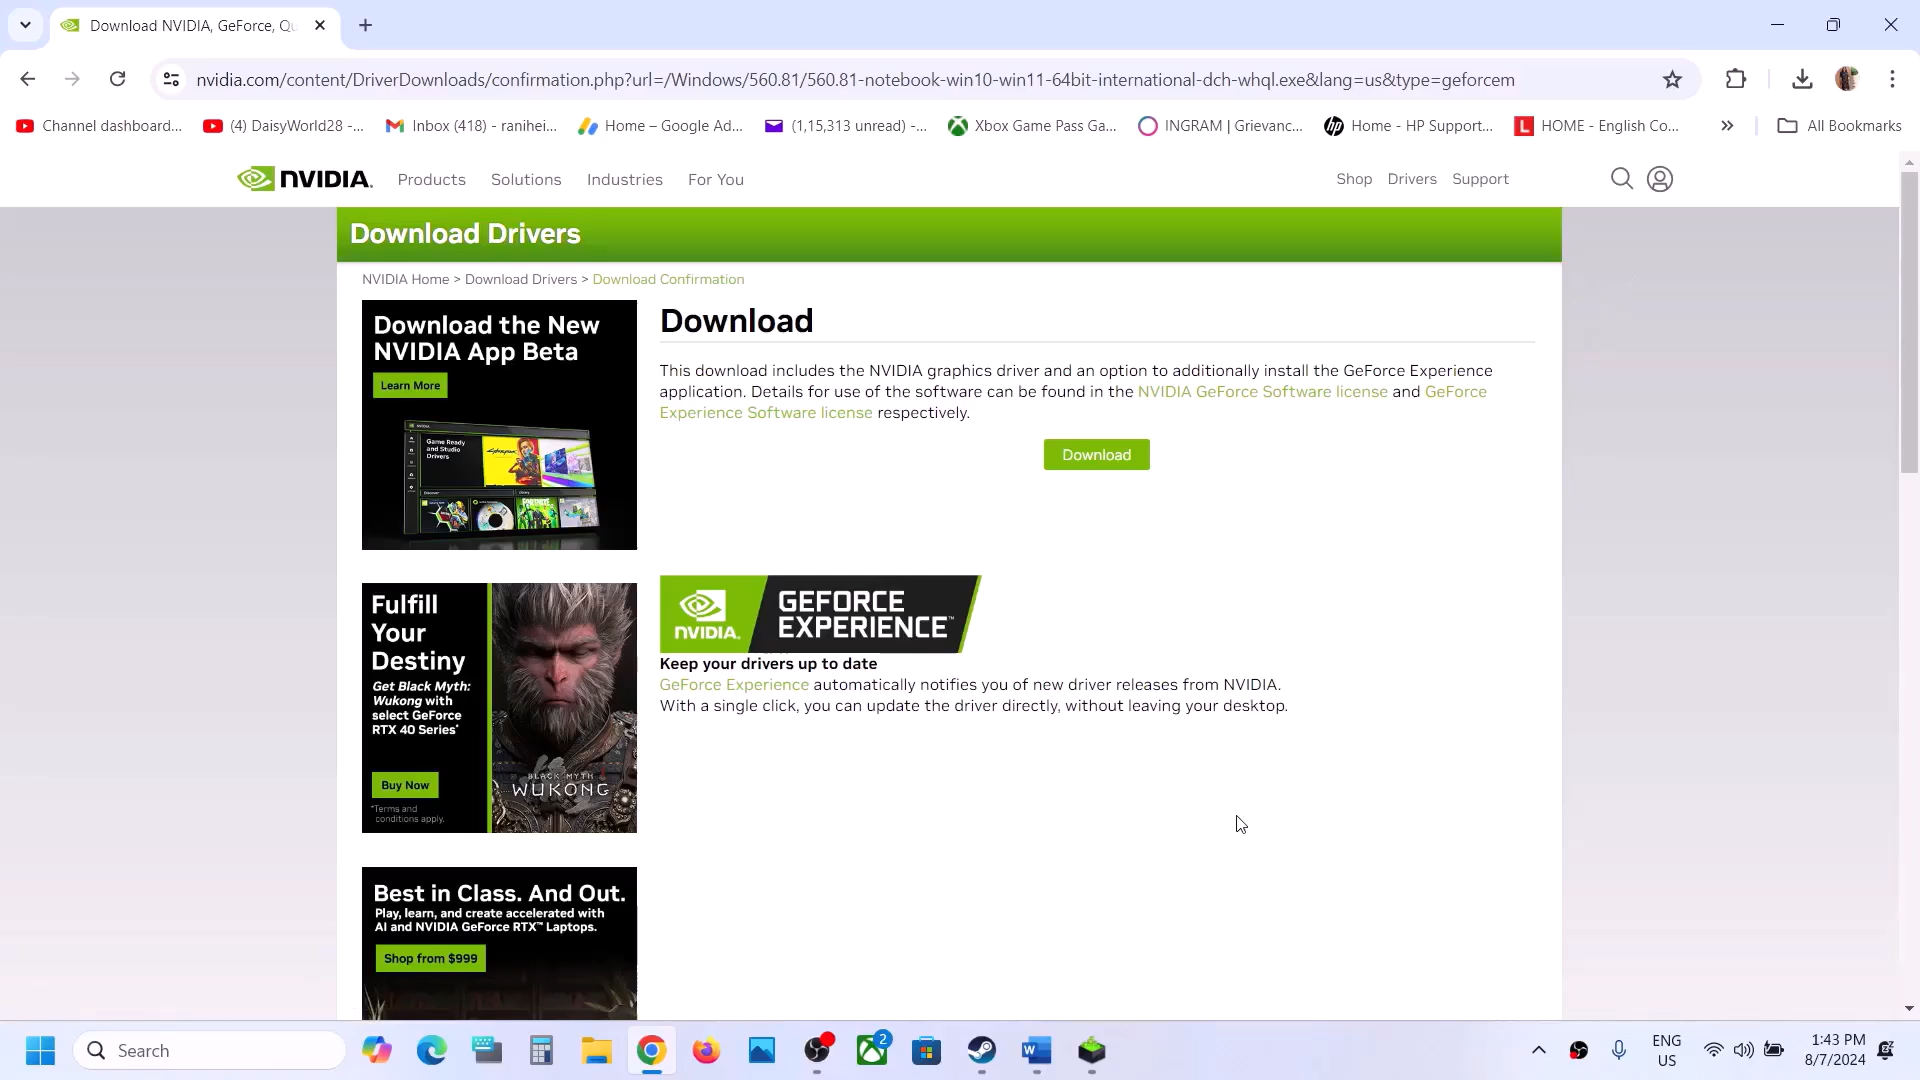 Download NVIDIA, GeForce, Qu
nvidia.com/content/DriverDownloads/confirmation.php?url=/Windows/560.81/560.81-notebook-win10-win11-64bit-international-dch-whql.exe&lang=us&type=geforcem
Channel dashboard...
(4) DaisyWorld28 -...
Inbox (418) - ranihei...
Home – Google Ad...
(1,15,313 unread) -...
Xbox Game Pass Ga...
INGRAM | Grievanc...
Home - HP Support...
HOME - English Co...
All Bookmarks
NVIDIA.
Products
Solutions
Industries
For You
Shop
Drivers
Support
Download Drivers
NVIDIA Home > Download Drivers > Download Confirmation
Download the New
NVIDIA App Beta
Learn More
Game Ready
and Studio
Drivers
Download
This download includes the NVIDIA graphics driver and an option to additionally install the GeForce Experience
application. Details for use of the software can be found in the NVIDIA GeForce Software license and GeForce
Experience Software license respectively.
Download
Fulfill
Your
Destiny
Get Black Myth:
Wukong with
select GeForce
RTX 40 Series*
Buy Now
*Terms and
conditions apply.
BLACK MYTH
WUKONG
NVIDIA.
GEFORCE
EXPERIENCE™
Keep your drivers up to date
GeForce Experience automatically notifies you of new driver releases from NVIDIA.
With a single click, you can update the driver directly, without leaving your desktop.
Best in Class. And Out.
Play, learn, and create accelerated with
AI and NVIDIA GeForce RTX™ Laptops.
Shop from $999
Search
2
ENG
US
1:43 PM
8/7/2024